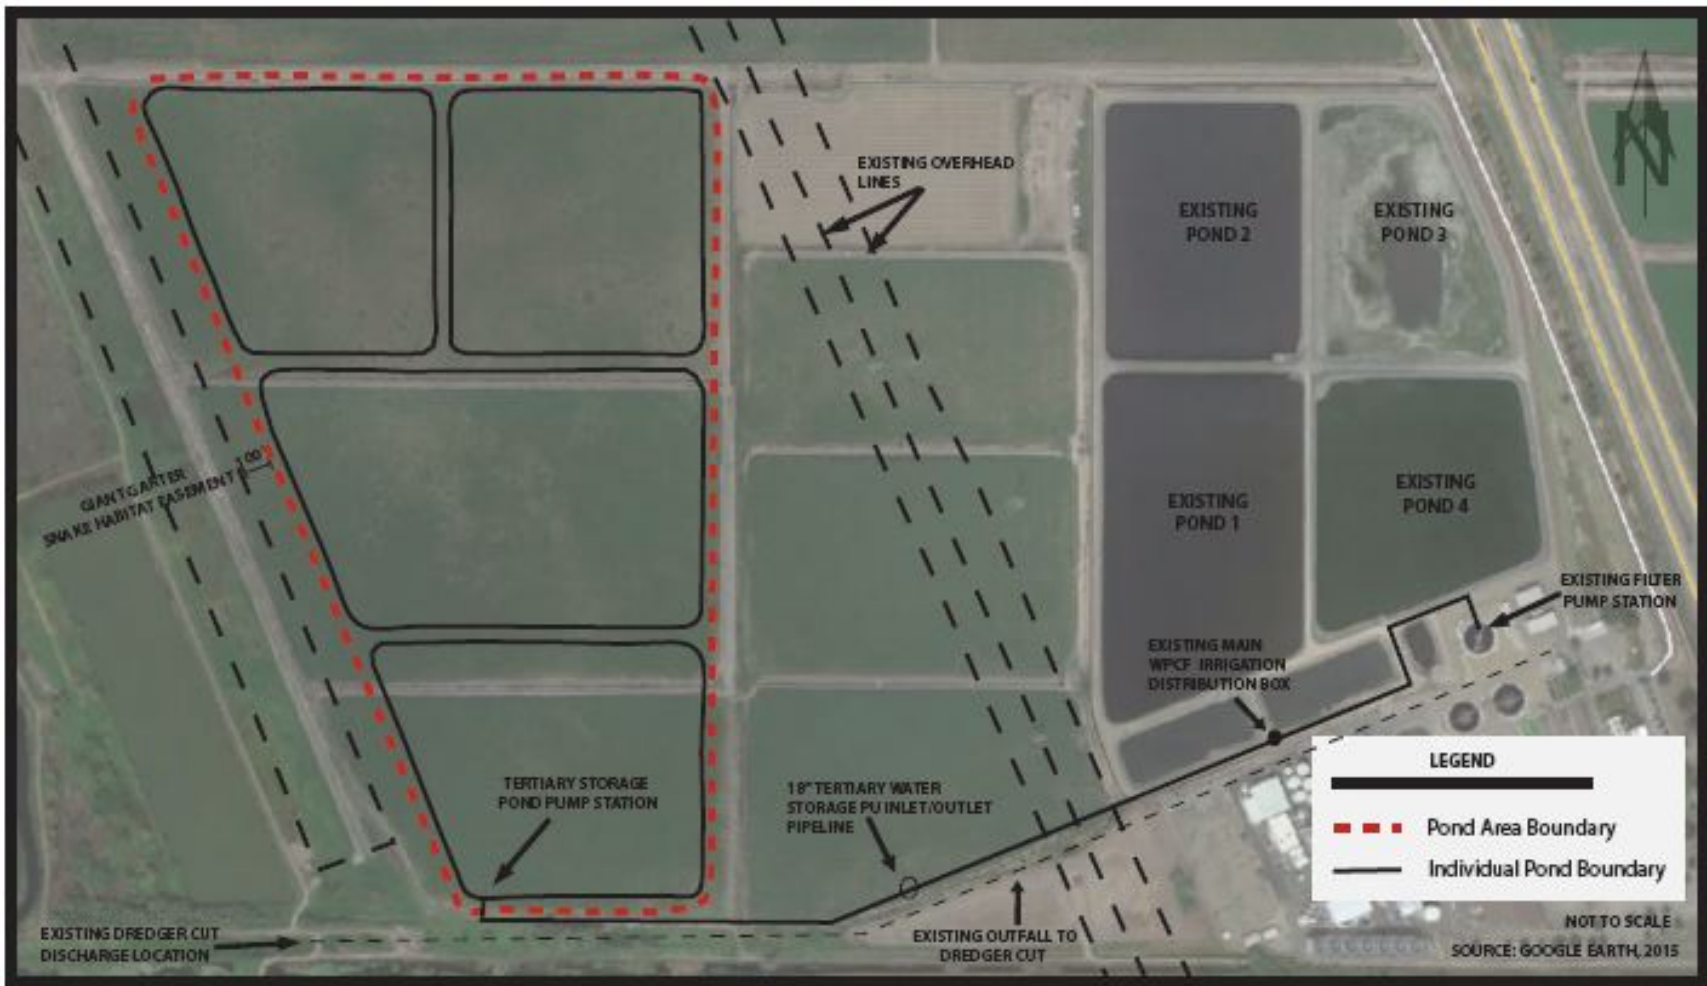 N
EXISTING OVERHEAD
LINES
EXISTING
POND 2
EXISTING
POND 3
GIANT GARTER
SNAKE HABITAT EASEMENT
EXISTING
POND 1
EXISTING
POND 4
EXISTING FILTER
PUMP STATION
EXISTING MAIN
WPCF IRRIGATION
DISTRIBUTION BOX
TERTIARY STORAGE
POND PUMP STATION
18" TERTIARY WATER
STORAGE PU INLET/OUTLET
PIPELINE
EXISTING DREDGER CUT
DISCHARGE LOCATION
EXISTING OUTFALL TO
DREDGER CUT
LEGEND
Pond Area Boundary
Individual Pond Boundary
NOT TO SCALE
SOURCE: GOOGLE EARTH, 2015